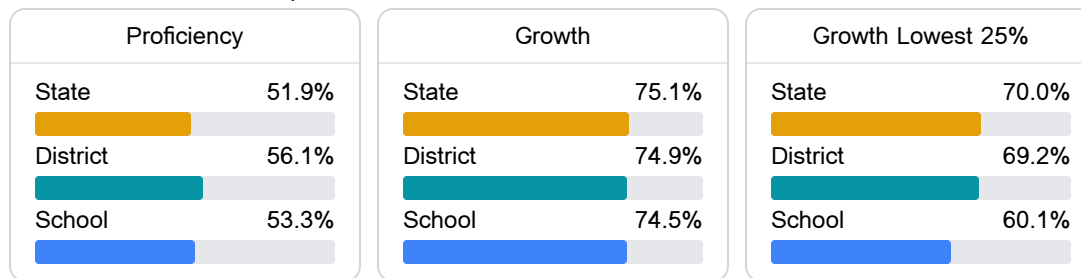 Proficiency
State 51.9%
District 56.1%
School 53.3%
Growth
State 75.1%
District 74.9%
School 74.5%
Growth Lowest 25%
State 70.0%
District 69.2%
School 60.1%